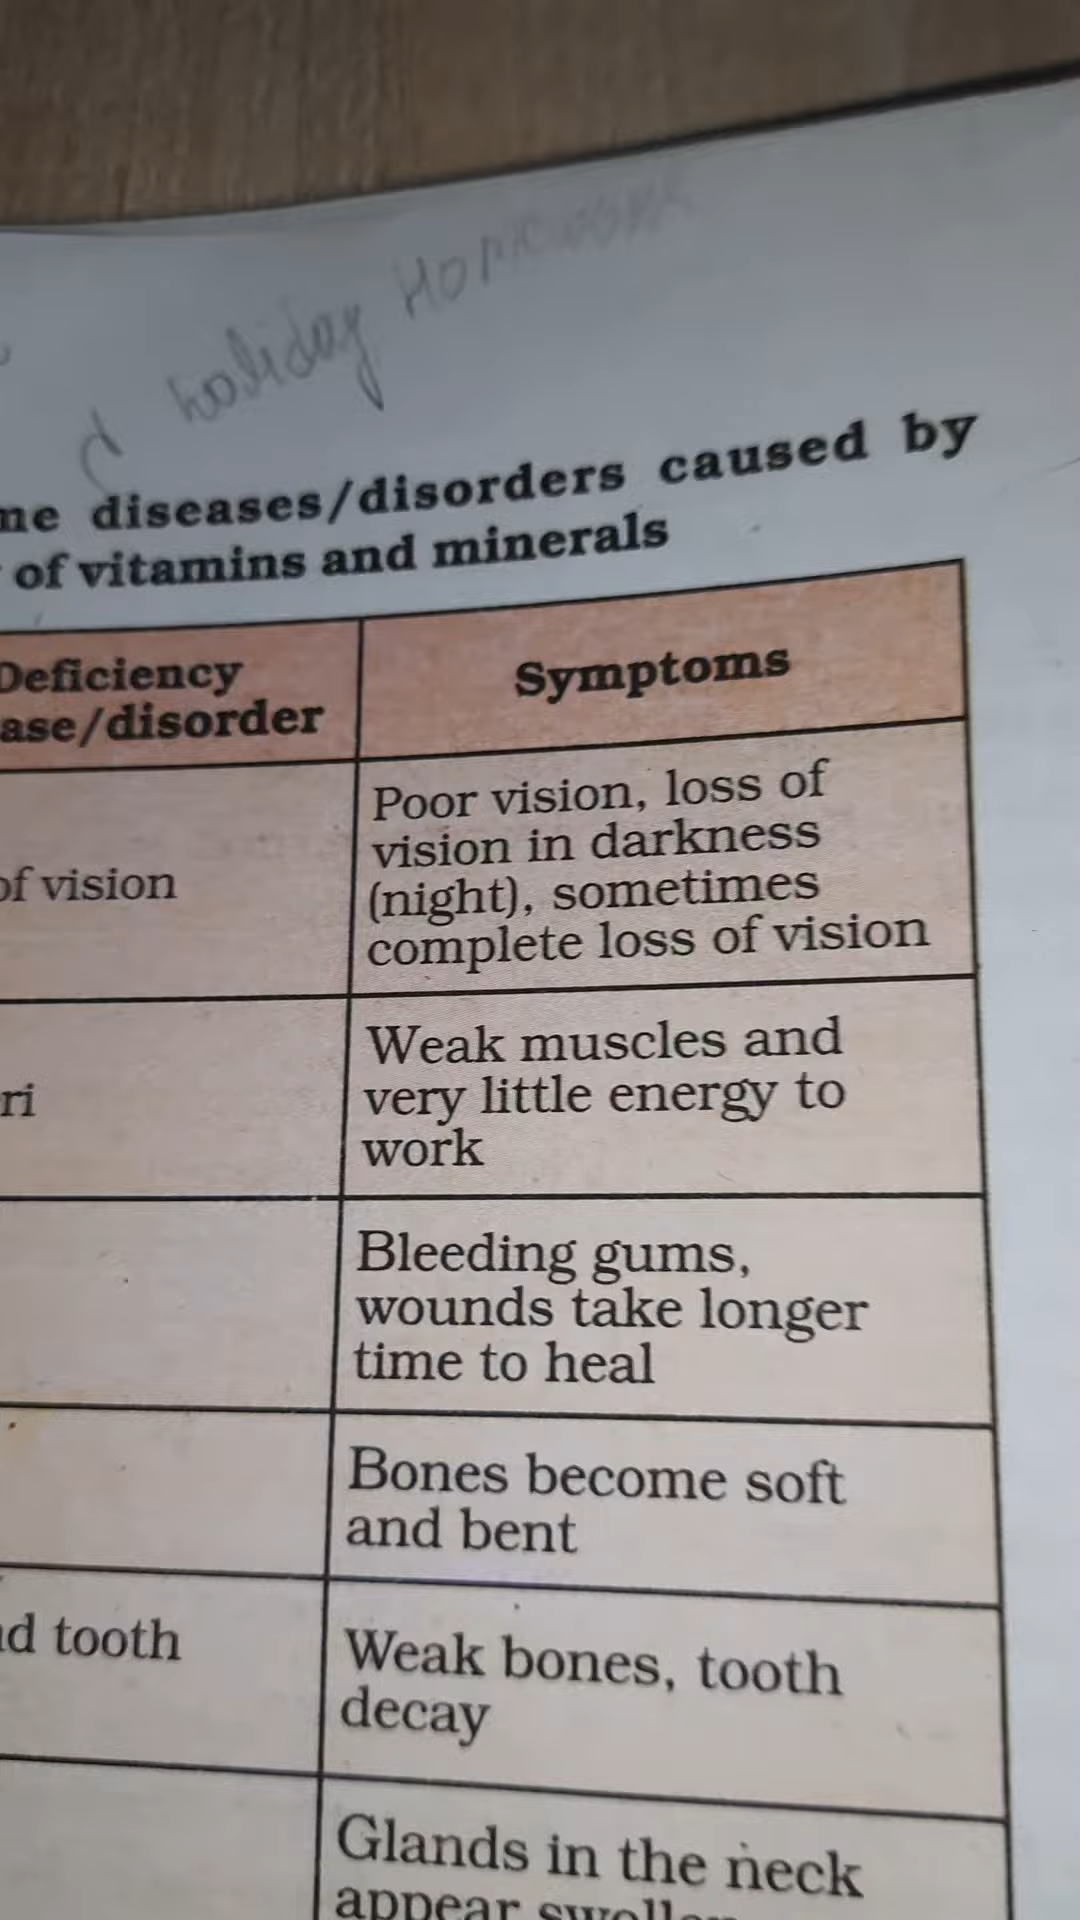 holiday Homework
me diseases/disorders caused by
of vitamins and minerals
Deficiency
ase/disorder
Symptoms
of vision
Poor vision, loss of
vision in darkness
(night), sometimes
complete loss of vision
ri
Weak muscles and
very little energy to
work
Bleeding gums,
wounds take longer
time to heal
Bones become soft
and bent
d tooth
Weak bones, tooth
decay
Glands in the neck
appear swollen